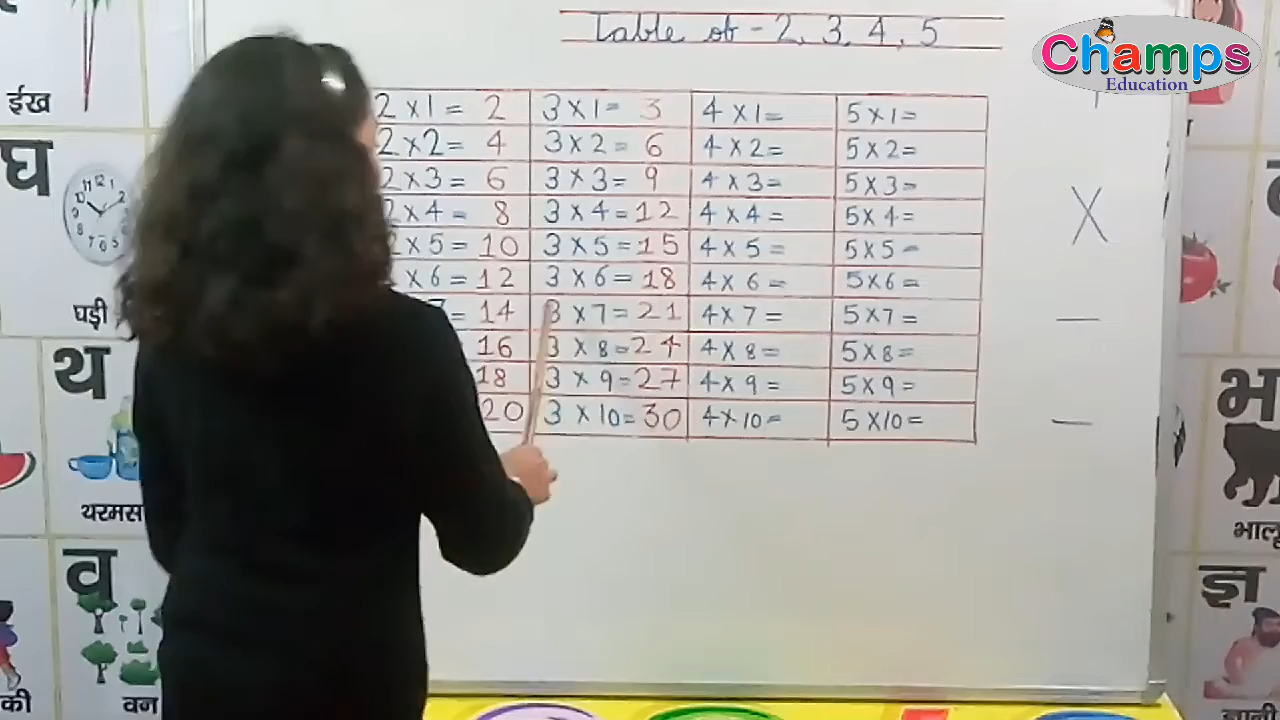 Table of - 2, 3, 4, 5
Champs
Education
2 X 1 = 2 3 X 1 = 3 4 X 1 = 5 X 1 =
2 X 2 = 4 3 X 2 = 6 4 X 2 = 5 X 2 =
2 X 3 = 6 3 X 3 = 9 4 X 3 = 5 X 3 =
2 X 4 = 8 3 X 4 = 12 4 X 4 = 5 X 4 =
X 5 = 10 3 X 5 = 15 4 X 5 = 5 X 5 =
X 6 = 12 3 X 6 = 18 4 X 6 = 5 X 6 =
= 14 3 X 7 = 21 4 X 7 = 5 X 7 =
16 3 X 8 = 24 4 X 8 = 5 X 8 =
18 3 X 9 = 27 4 X 9 = 5 X 9 =
20 3 X 10 = 30 4 X 10 = 5 X 10 =
X
—
—
ईख
घ
घड़ी
थ
थरमस
व
वन
की
भ
भालू
ज्ञ
ज्ञानी